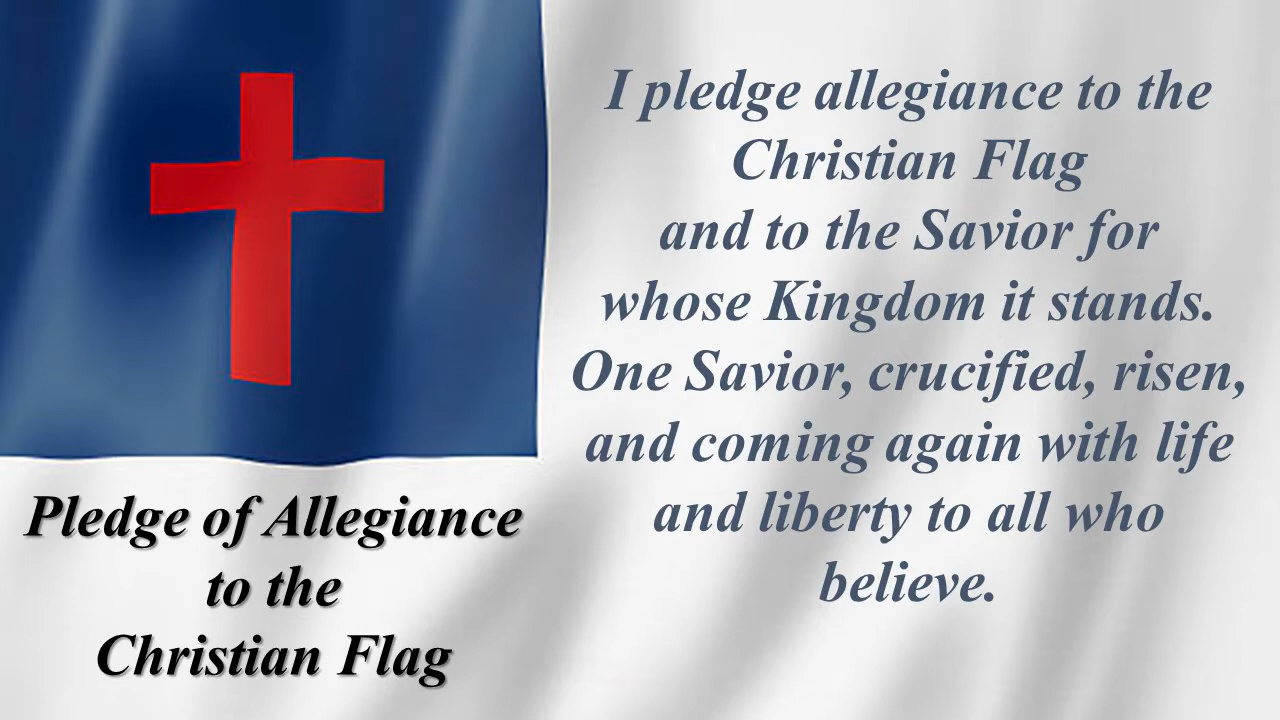 I pledge allegiance to the
Christian Flag
and to the Savior for
whose Kingdom it stands.
One Savior, crucified, risen,
and coming again with life
and liberty to all who
believe.
Pledge of Allegiance
to the
Christian Flag